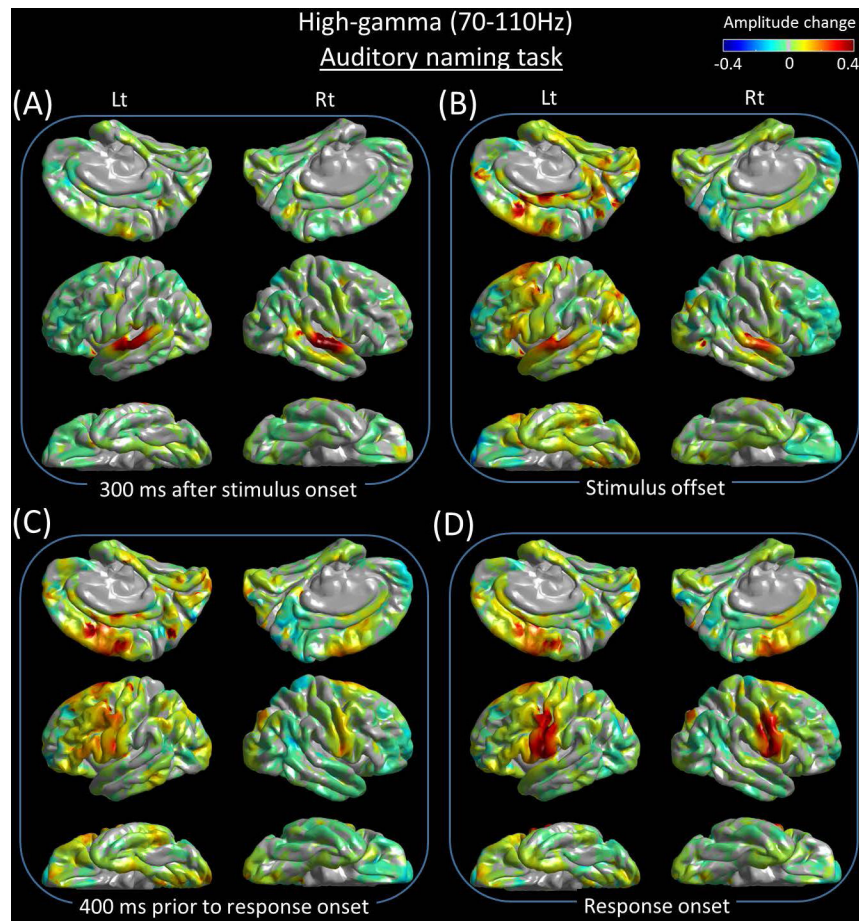 High-gamma (70-110Hz)
Auditory naming task
Amplitude change
-0.4 0 0.4
(A) Lt Rt
300 ms after stimulus onset
(B) Lt Rt
Stimulus offset
(C)
400 ms prior to response onset
(D)
Response onset